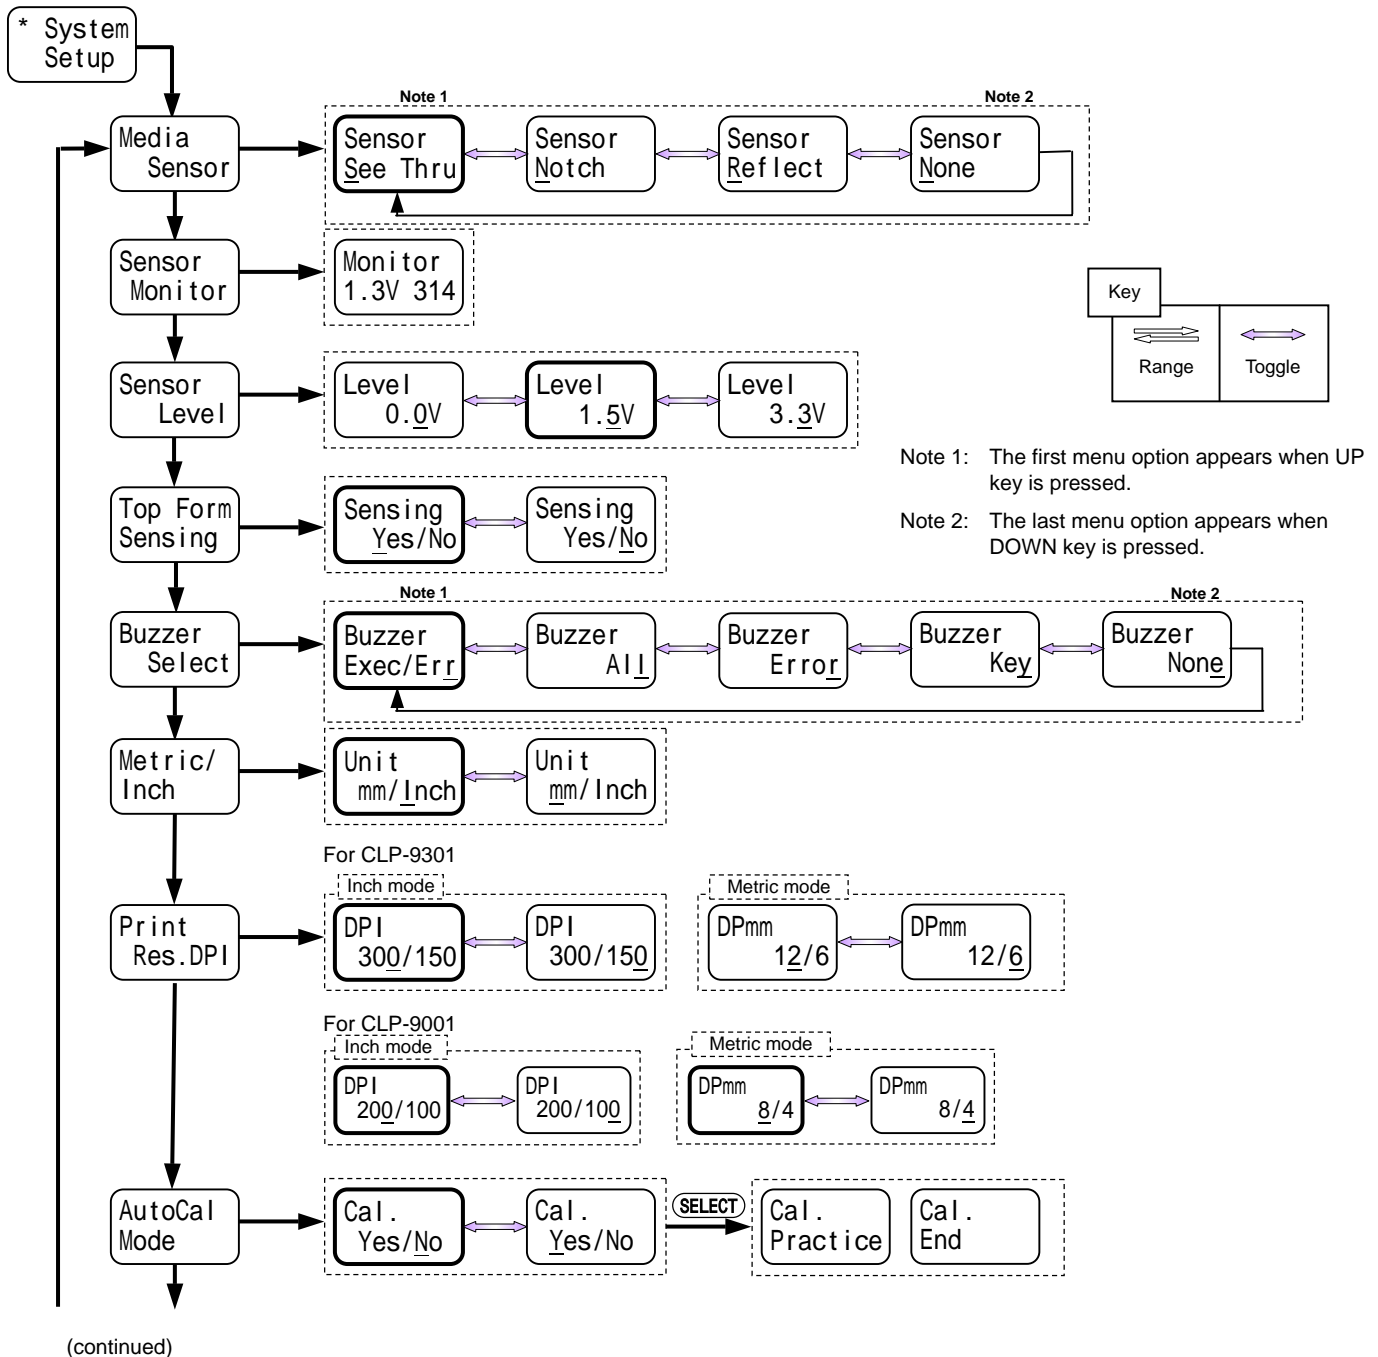 * System
Setup
Note 1
Note 2
Media
Sensor
Sensor
See Thru
Sensor
Notch
Sensor
Reflect
Sensor
None
Sensor
Monitor
Monitor
1.3V 314
Key
Range
Toggle
Sensor
Level
Level
0.0V
Level
1.5V
Level
3.3V
Note 1: The first menu option appears when UP
key is pressed.
Note 2: The last menu option appears when
DOWN key is pressed.
Top Form
Sensing
Sensing
Yes/No
Sensing
Yes/No
Note 1
Note 2
Buzzer
Select
Buzzer
Exec/Err
Buzzer
All
Buzzer
Error
Buzzer
Key
Buzzer
None
Metric/
Inch
Unit
mm/Inch
Unit
mm/Inch
For CLP-9301
Inch mode
Metric mode
Print
Res.DPI
DPI
300/150
DPI
300/150
DPmm
12/6
DPmm
12/6
For CLP-9001
Inch mode
Metric mode
DPI
200/100
DPI
200/100
DPmm
8/4
DPmm
8/4
AutoCal
Mode
Cal.
Yes/No
Cal.
Yes/No
SELECT
Cal.
Practice
Cal.
End
(continued)